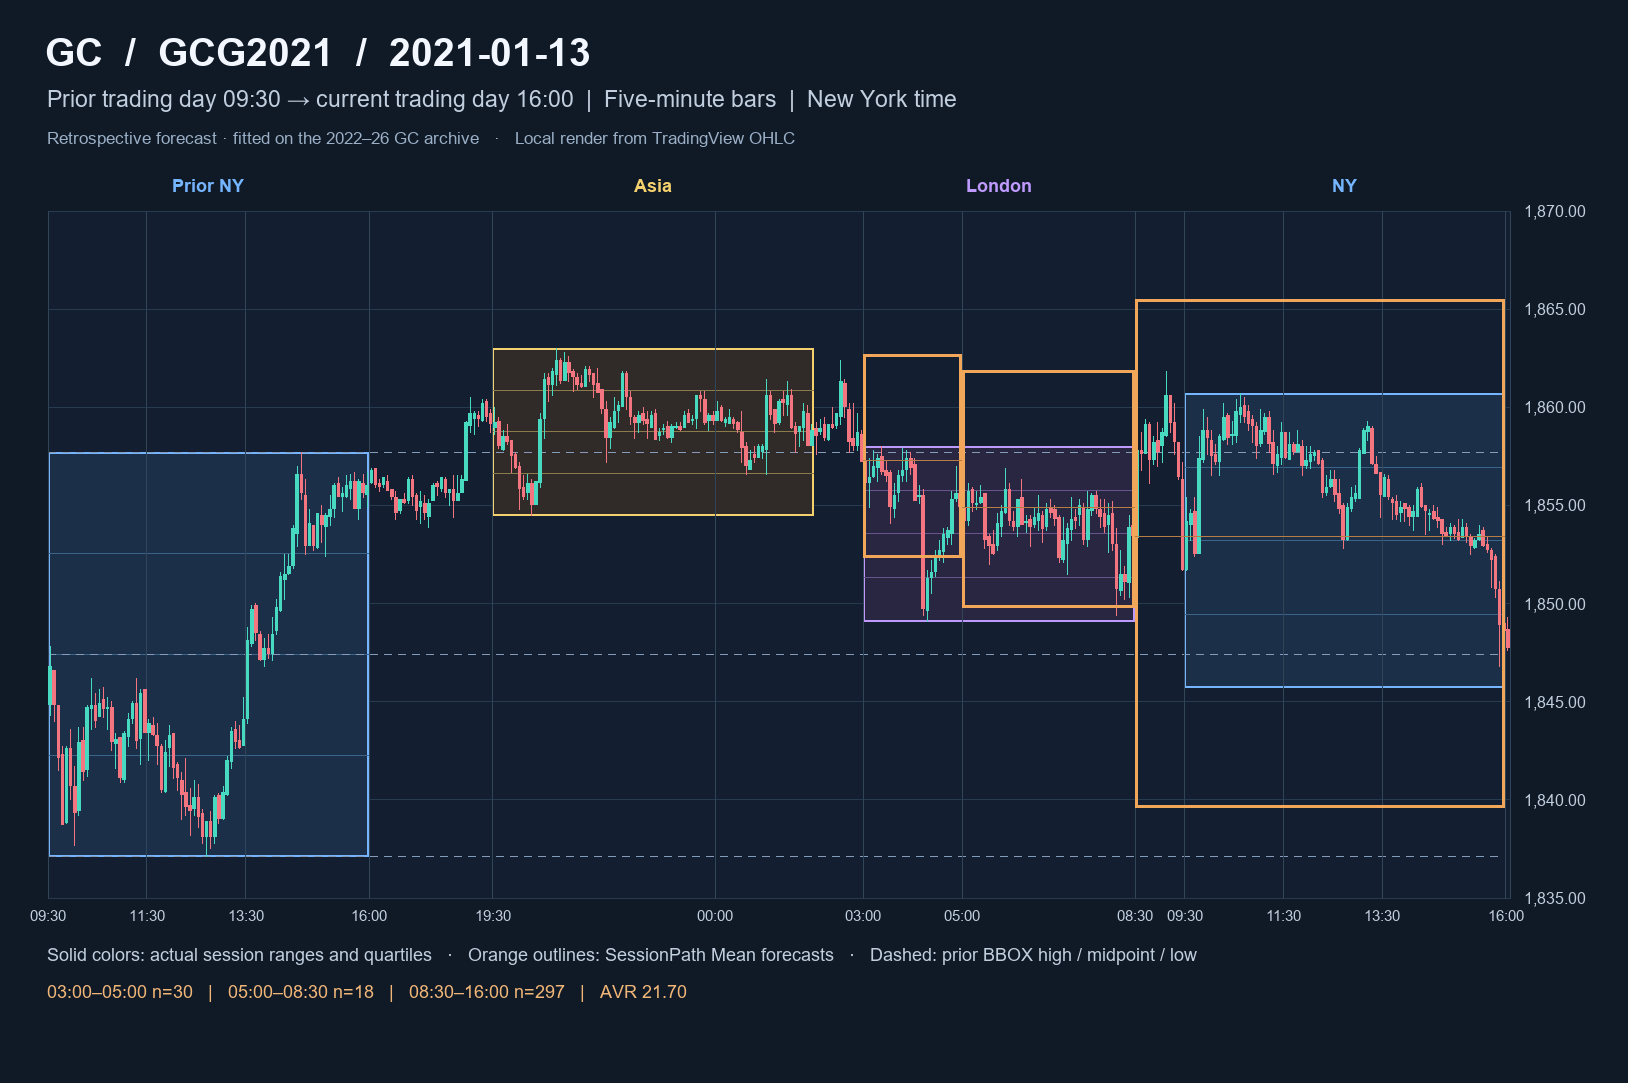 GC / GCG2021 / 2021-01-13
Prior trading day 09:30 → current trading day 16:00 | Five-minute bars | New York time
Retrospective forecast · fitted on the 2022–26 GC archive · Local render from TradingView OHLC
Prior NY Asia London NY
1,870.00
1,865.00
1,860.00
1,855.00
1,850.00
1,845.00
1,840.00
1,835.00
09:30 11:30 13:30 16:00 19:30 00:00 03:00 05:00 08:30 09:30 11:30 13:30 16:00
Solid colors: actual session ranges and quartiles · Orange outlines: SessionPath Mean forecasts · Dashed: prior BBOX high / midpoint / low
03:00–05:00 n=30 | 05:00–08:30 n=18 | 08:30–16:00 n=297 | AVR 21.70